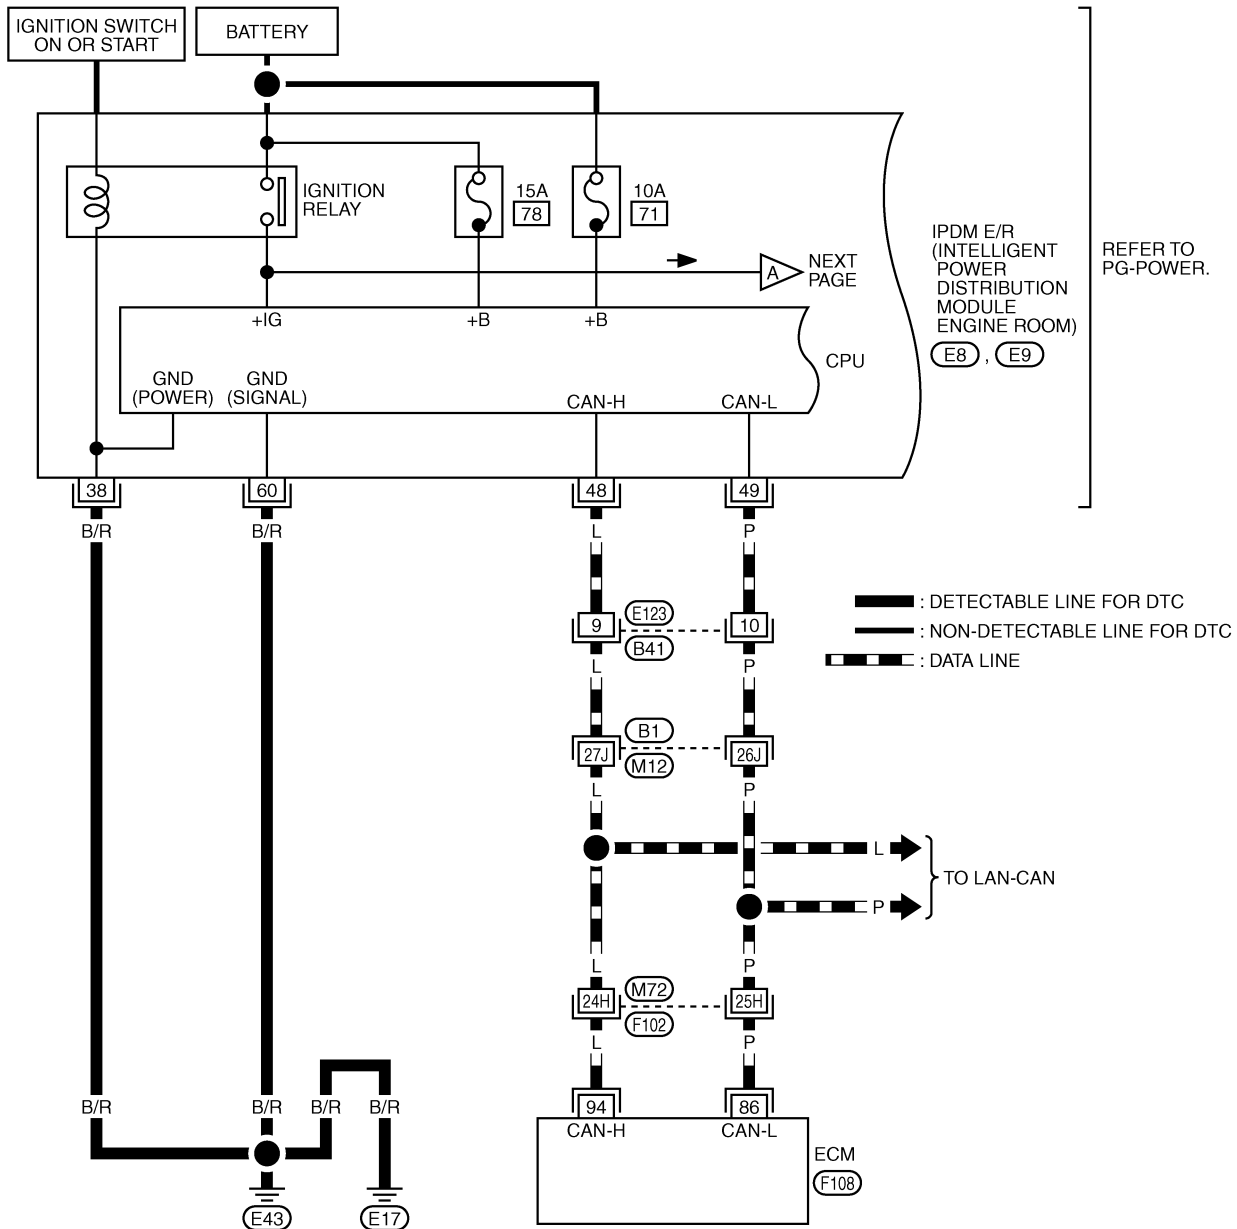 IGNITION SWITCH
ON OR START
BATTERY
IGNITION
RELAY
15A
78
10A
71
A
NEXT
PAGE
IPDM E/R
(INTELLIGENT
POWER
DISTRIBUTION
MODULE
ENGINE ROOM)
E8 , E9
REFER TO
PG-POWER.
+IG
+B
+B
CPU
GND
(POWER)
GND
(SIGNAL)
CAN-H
CAN-L
38
60
48
49
B/R
B/R
L
P
: DETECTABLE LINE FOR DTC
: NON-DETECTABLE LINE FOR DTC
: DATA LINE
9
E123
B41
10
L
P
27J
B1
M12
26J
L
P
L
P
TO LAN-CAN
L
P
24H
M72
F102
25H
L
P
B/R
B/R
B/R
B/R
94
86
CAN-H
CAN-L
ECM
F108
E43
E17